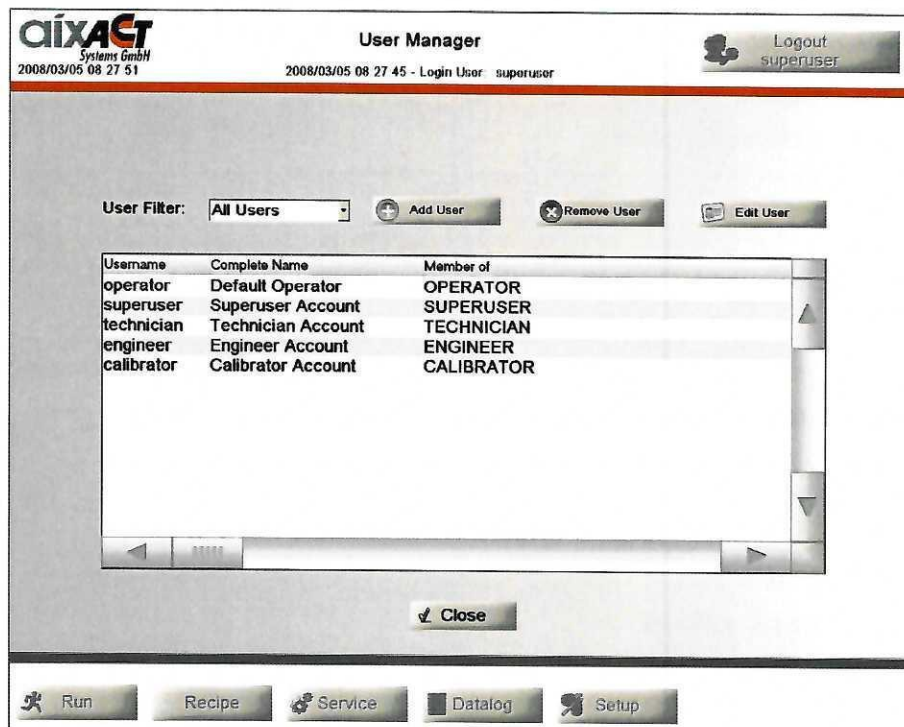 aixACT
Systems GmbH
2008/03/05 08 27 51
User Manager
2008/03/05 08 27 45 - Login User superuser
Logout
superuser
User Filter:
All Users
Add User
Remove User
Edit User
Username Complete Name Member of
operator Default Operator OPERATOR
superuser Superuser Account SUPERUSER
technician Technician Account TECHNICIAN
engineer Engineer Account ENGINEER
calibrator Calibrator Account CALIBRATOR
Close
Run
Recipe
Service
Datalog
Setup